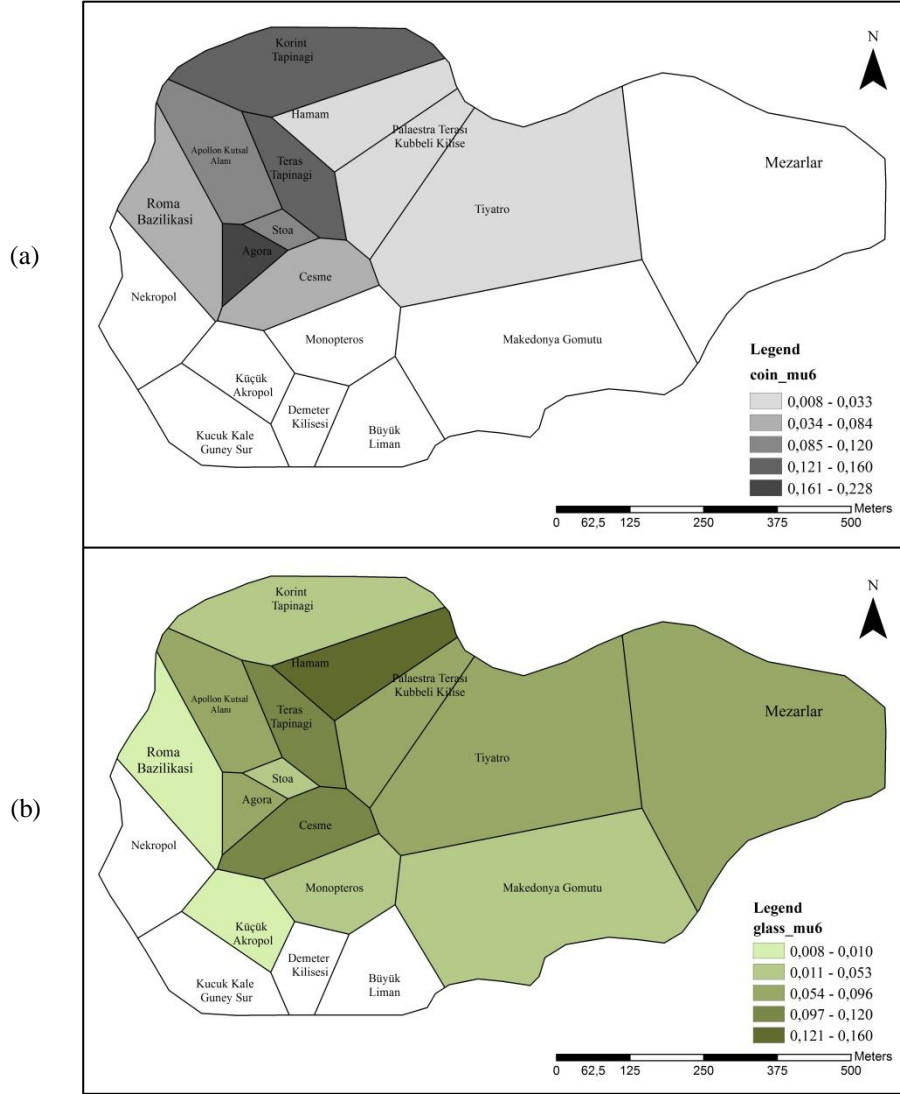 (a)
Korint
Tapinagi
N
Hamam
Palaestra Terası
Kubbeli Kilise
Apollon Kutsal
Alanı
Teras
Tapinagi
Mezarlar
Roma
Bazilikasi
Stoa
Tiyatro
Agora
Cesme
Nekropol
Monopteros
Makedonya Gomutu
Küçük
Akropol
Demeter
Kilisesi
Büyük
Liman
Kucuk Kale
Guney Sur
Legend
coin_mu6
0,008 - 0,033
0,034 - 0,084
0,085 - 0,120
0,121 - 0,160
0,161 - 0,228
Meters
0 62,5 125 250 375 500
(b)
Korint
Tapinagi
N
Hamam
Palaestra Terası
Kubbeli Kilise
Apollon Kutsal
Alanı
Teras
Tapinagi
Mezarlar
Roma
Bazilikasi
Stoa
Tiyatro
Agora
Cesme
Nekropol
Monopteros
Makedonya Gomutu
Küçük
Akropol
Demeter
Kilisesi
Büyük
Liman
Kucuk Kale
Guney Sur
Legend
glass_mu6
0,008 - 0,010
0,011 - 0,053
0,054 - 0,096
0,097 - 0,120
0,121 - 0,160
Meters
0 62,5 125 250 375 500